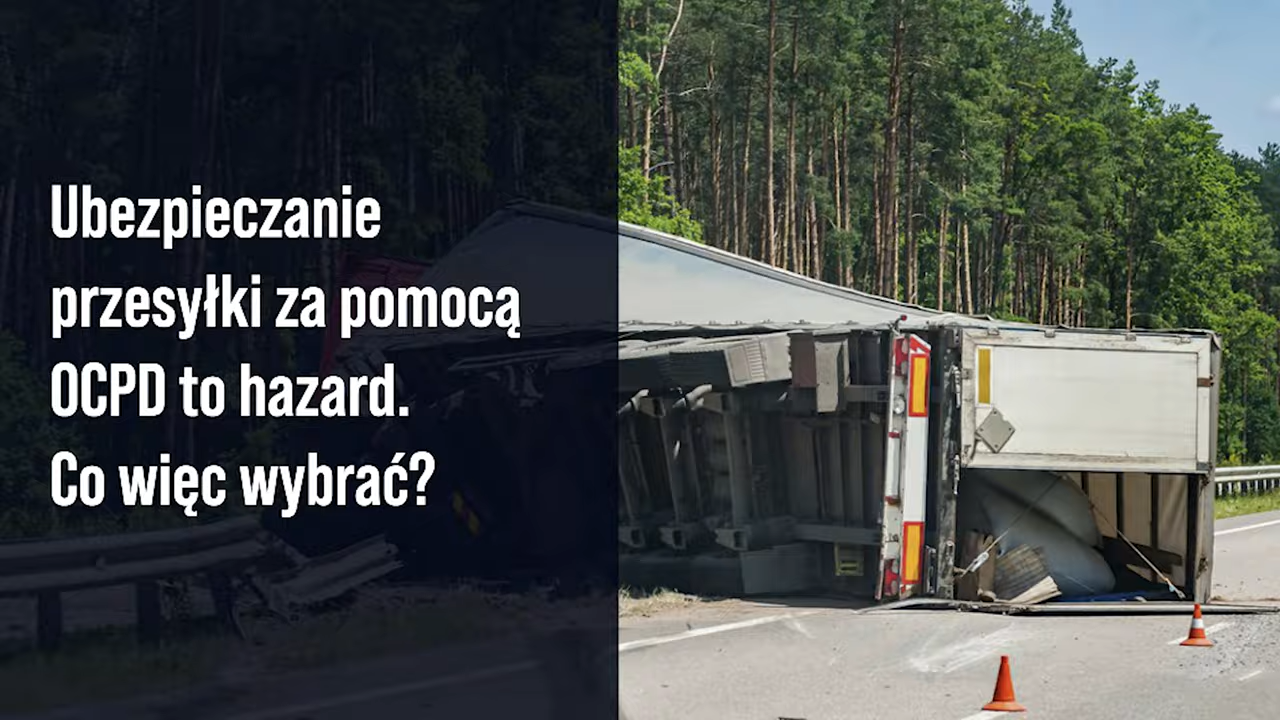 Ubezpieczanie
przesyłki za pomocą
OCPD to hazard.
Co więc wybrać?